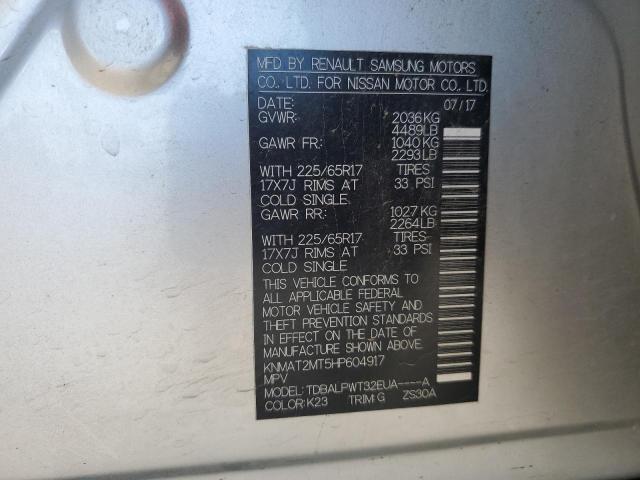 MFD BY RENAULT SAMSUNG MOTORS
CO., LTD. FOR NISSAN MOTOR CO., LTD.
DATE: 07/17
GVWR: 2036KG
4489LB
GAWR FR: 1040KG
2293LB
WITH 225/65R17 TIRES
17X7J RIMS AT 33 PSI
COLD SINGLE.
GAWR RR: 1027KG
2264LB
WITH 225/65R17 TIRES
17X7J RIMS AT 33 PSI
COLD SINGLE
THIS VEHICLE CONFORMS TO
ALL APPLICABLE FEDERAL
MOTOR VEHICLE SAFETY AND
THEFT PREVENTION STANDARDS
IN EFFECT ON THE DATE OF
MANUFACTURE SHOWN ABOVE.
KNMAT2MT5HP604917
MPV
MODEL: TDBALPWT32EUA----A
COLOR: K23 TRIM: G ZS30A